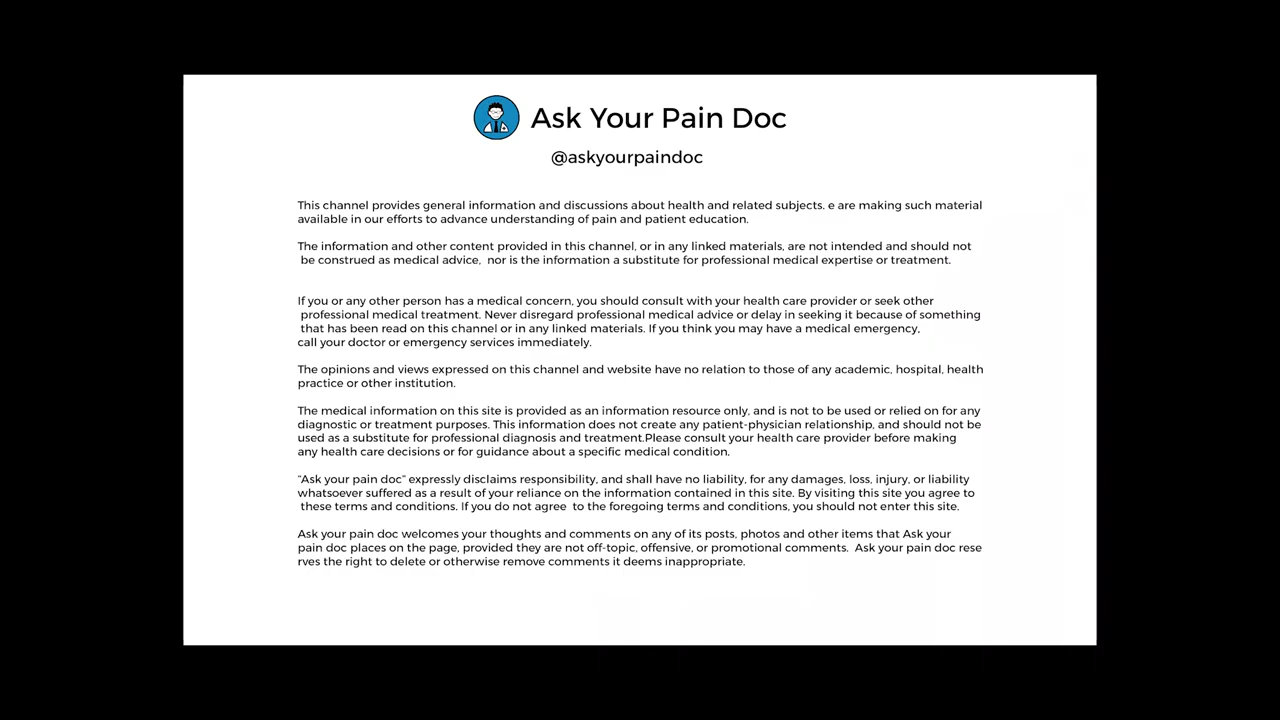 Ask Your Pain Doc
@askyourpaindoc
This channel provides general information and discussions about health and related subjects. e are making such material
available in our efforts to advance understanding of pain and patient education.
The information and other content provided in this channel, or in any linked materials, are not intended and should not
be construed as medical advice,  nor is the information a substitute for professional medical expertise or treatment.
If you or any other person has a medical concern, you should consult with your health care provider or seek other
professional medical treatment. Never disregard professional medical advice or delay in seeking it because of something
that has been read on this channel or in any linked materials. If you think you may have a medical emergency,
call your doctor or emergency services immediately.
The opinions and views expressed on this channel and website have no relation to those of any academic, hospital, health
practice or other institution.
The medical information on this site is provided as an information resource only, and is not to be used or relied on for any
diagnostic or treatment purposes. This information does not create any patient-physician relationship, and should not be
used as a substitute for professional diagnosis and treatment.Please consult your health care provider before making
any health care decisions or for guidance about a specific medical condition.
"Ask your pain doc" expressly disclaims responsibility, and shall have no liability, for any damages, loss, injury, or liability
whatsoever suffered as a result of your reliance on the information contained in this site. By visiting this site you agree to
these terms and conditions. If you do not agree  to the foregoing terms and conditions, you should not enter this site.
Ask your pain doc welcomes your thoughts and comments on any of its posts, photos and other items that Ask your
pain doc places on the page, provided they are not off-topic, offensive, or promotional comments.  Ask your pain doc rese
rves the right to delete or otherwise remove comments it deems inappropriate.